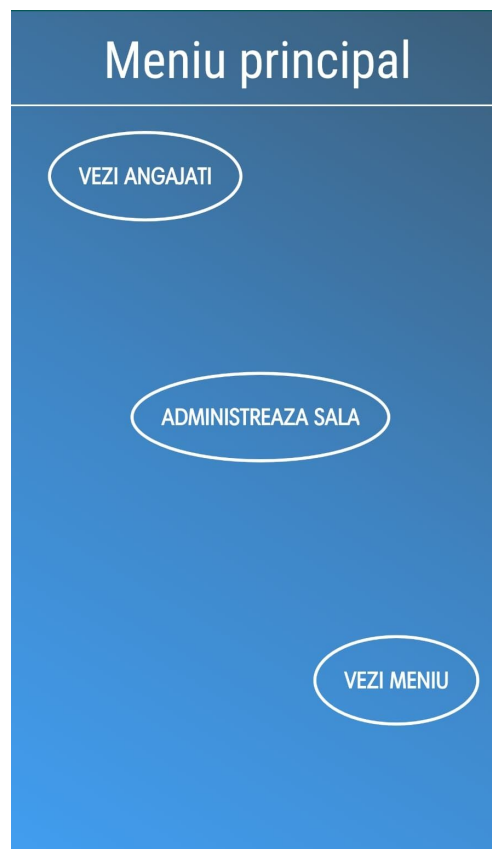 Meniu principal
VEZI ANGAJATI
ADMINISTREAZA SALA
VEZI MENIU